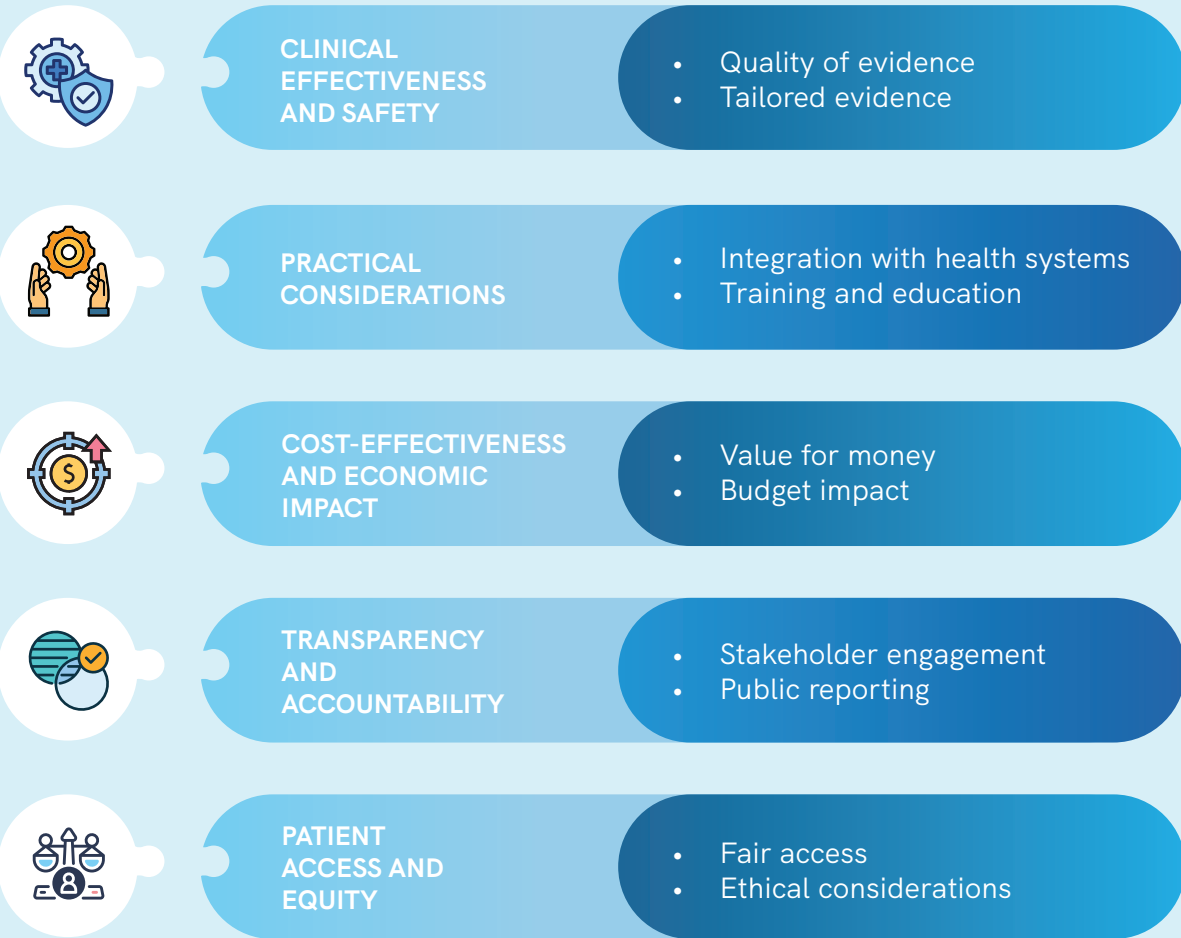 CLINICAL
EFFECTIVENESS
AND SAFETY
• Quality of evidence
• Tailored evidence
PRACTICAL
CONSIDERATIONS
• Integration with health systems
• Training and education
COST-EFFECTIVENESS
AND ECONOMIC
IMPACT
• Value for money
• Budget impact
TRANSPARENCY
AND
ACCOUNTABILITY
• Stakeholder engagement
• Public reporting
PATIENT
ACCESS AND
EQUITY
• Fair access
• Ethical considerations